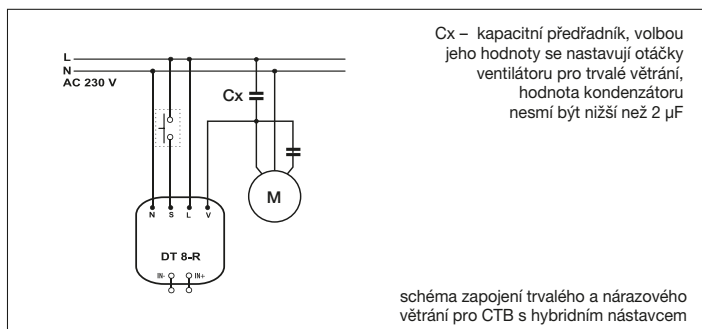 L
N
AC 230 V
Cx
M
N S L V
DT 8-R
IN- IN+
Cx – kapacitní předřadník, volbou
jeho hodnoty se nastavují otáčky
ventilátoru pro trvalé větrání,
hodnota kondenzátoru
nesmí být nižší než 2 µF
schéma zapojení trvalého a nárazového
větrání pro CTB s hybridním nástavcem